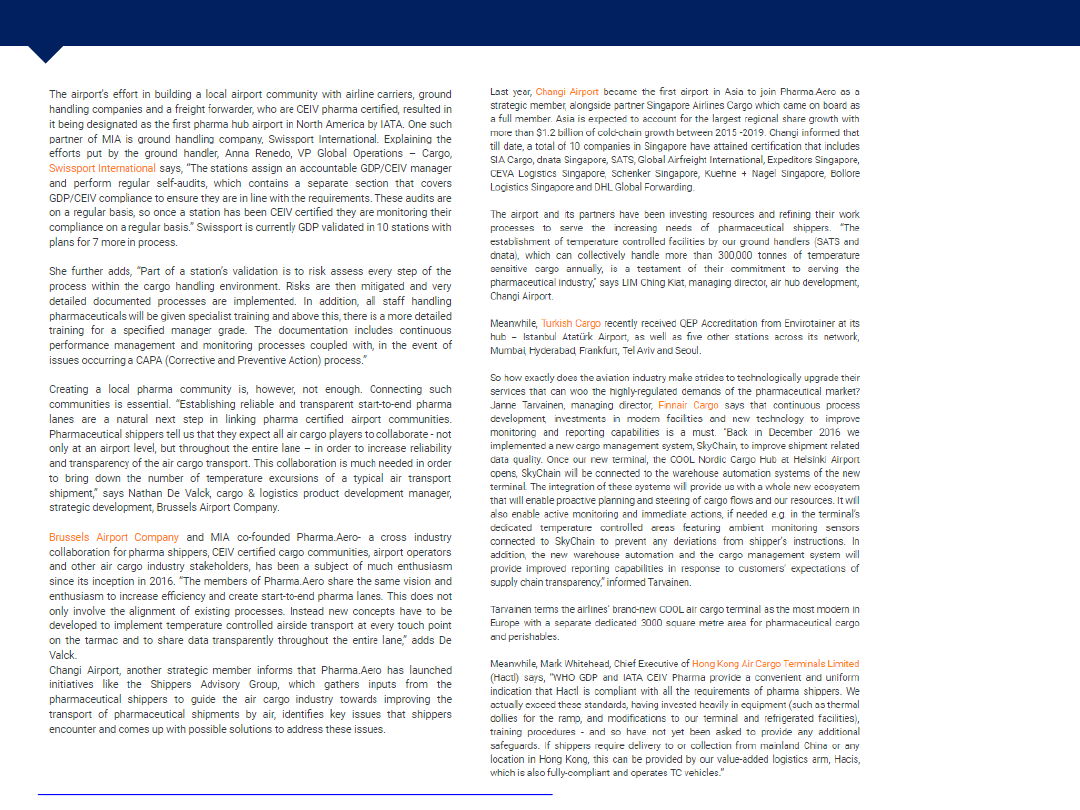 The airport's effort in building a local airport community with airline carriers, ground
handling companies and a freight forwarder, who are CEIV pharma certified, resulted in
it being designated as the first pharma hub airport in North America by IATA. One such
partner of MIA is ground handling company, Swissport International. Explaining the
efforts put by the ground handler, Anna Renedo, VP Global Operations – Cargo,
Swissport International says, "The stations assign an accountable GDP/CEIV manager
and perform regular self-audits, which contains a separate section that covers
GDP/CEIV compliance to ensure they are in line with the requirements. These audits are
on a regular basis, so once a station has been CEIV certified they are monitoring their
compliance on a regular basis." Swissport is currently GDP validated in 10 stations with
plans for 7 more in process.
She further adds, "Part of a station's validation is to risk assess every step of the
process within the cargo handling environment. Risks are then mitigated and very
detailed documented processes are implemented. In addition, all staff handling
pharmaceuticals will be given specialist training and above this, there is a more detailed
training for a specified manager grade. The documentation includes continuous
performance management and monitoring processes coupled with, in the event of
issues occurring a CAPA (Corrective and Preventive Action) process."
Creating a local pharma community is, however, not enough. Connecting such
communities is essential. "Establishing reliable and transparent start-to-end pharma
lanes are a natural next step in linking pharma certified airport communities.
Pharmaceutical shippers tell us that they expect all air cargo players to collaborate - not
only at an airport level, but throughout the entire lane – in order to increase reliability
and transparency of the air cargo transport. This collaboration is much needed in order
to bring down the number of temperature excursions of a typical air transport
shipment," says Nathan De Valck, cargo & logistics product development manager,
strategic development, Brussels Airport Company.
Brussels Airport Company and MIA co-founded Pharma.Aero- a cross industry
collaboration for pharma shippers, CEIV certified cargo communities, airport operators
and other air cargo industry stakeholders, has been a subject of much enthusiasm
since its inception in 2016. "The members of Pharma.Aero share the same vision and
enthusiasm to increase efficiency and create start-to-end pharma lanes. This does not
only involve the alignment of existing processes. Instead new concepts have to be
developed to implement temperature controlled airside transport at every touch point
on the tarmac and to share data transparently throughout the entire lane," adds De
Valck.
Changi Airport, another strategic member informs that Pharma.Aero has launched
initiatives like the Shippers Advisory Group, which gathers inputs from the
pharmaceutical shippers to guide the air cargo industry towards improving the
transport of pharmaceutical shipments by air, identifies key issues that shippers
encounter and comes up with possible solutions to address these issues.
Last year, Changi Airport became the first airport in Asia to join Pharma.Aero as a
strategic member, alongside partner Singapore Airlines Cargo which came on board as
a full member. Asia is expected to account for the largest regional share growth with
more than $1.2 billion of cold-chain growth between 2015 -2019. Changi informed that
till date, a total of 10 companies in Singapore have attained certification that includes
SIA Cargo, dnata Singapore, SATS, Global Airfreight International, Expeditors Singapore,
CEVA Logistics Singapore, Schenker Singapore, Kuehne + Nagel Singapore, Bollore
Logistics Singapore and DHL Global Forwarding.
The airport and its partners have been investing resources and refining their work
processes to serve the increasing needs of pharmaceutical shippers. "The
establishment of temperature controlled facilities by our ground handlers (SATS and
dnata), which can collectively handle more than 300,000 tonnes of temperature
sensitive cargo annually, is a testament of their commitment to serving the
pharmaceutical industry," says LIM Ching Kiat, managing director, air hub development,
Changi Airport.
Meanwhile, Turkish Cargo recently received QEP Accreditation from Envirotainer at its
hub – Istanbul Atatürk Airport, as well as five other stations across its network,
Mumbai, Hyderabad, Frankfurt, Tel Aviv and Seoul.
So how exactly does the aviation industry make strides to technologically upgrade their
services that can woo the highly-regulated demands of the pharmaceutical market?
Janne Tarvainen, managing director, Finnair Cargo says that continuous process
development, investments in modern facilities and new technology to improve
monitoring and reporting capabilities is a must. "Back in December 2016 we
implemented a new cargo management system, SkyChain, to improve shipment related
data quality. Once our new terminal, the COOL Nordic Cargo Hub at Helsinki Airport
opens, SkyChain will be connected to the warehouse automation systems of the new
terminal. The integration of these systems will provide us with a whole new ecosystem
that will enable proactive planning and steering of cargo flows and our resources. It will
also enable active monitoring and immediate actions, if needed e.g. in the terminal's
dedicated temperature controlled areas featuring ambient monitoring sensors
connected to SkyChain to prevent any deviations from shipper's instructions. In
addition, the new warehouse automation and the cargo management system will
provide improved reporting capabilities in response to customers' expectations of
supply chain transparency," informed Tarvainen.
Tarvainen terms the airlines' brand-new COOL air cargo terminal as the most modern in
Europe with a separate dedicated 3000 square metre area for pharmaceutical cargo
and perishables.
Meanwhile, Mark Whitehead, Chief Executive of Hong Kong Air Cargo Terminals Limited
(Hactl) says, "WHO GDP and IATA CEIV Pharma provide a convenient and uniform
indication that Hactl is compliant with all the requirements of pharma shippers. We
actually exceed these standards, having invested heavily in equipment (such as thermal
dollies for the ramp, and modifications to our terminal and refrigerated facilities),
training procedures - and so have not yet been asked to provide any additional
safeguards. If shippers require delivery to or collection from mainland China or any
location in Hong Kong, this can be provided by our value-added logistics arm, Hacis,
which is also fully-compliant and operates TC vehicles."